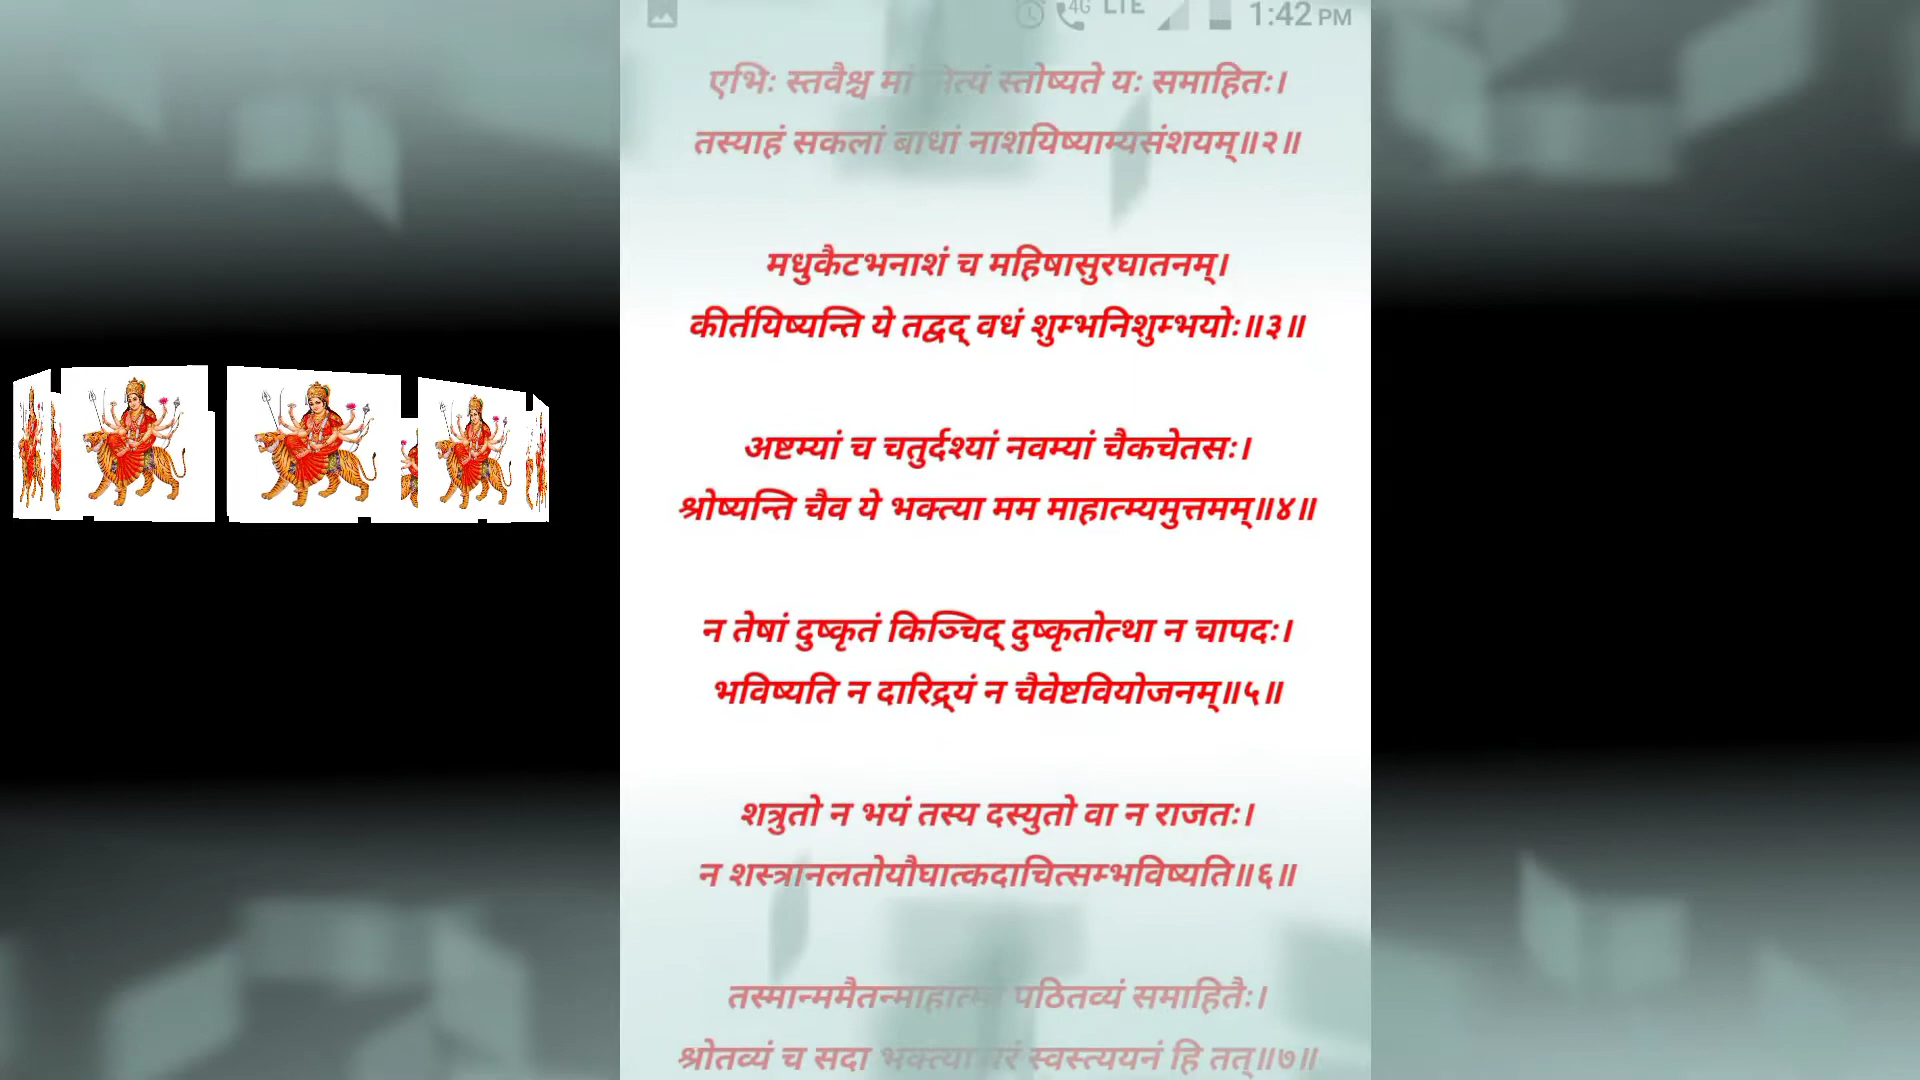 4G LTE 1:42 PM
एभिः स्तवैश्च मां स्तोष्यते यः समाहितः।
तस्याहं सकलां बाधां नाशयिष्याम्यसंशयम्॥२॥
मधुकैटभनाशं च महिषासुरघातनम्।
कीर्तयिष्यन्ति ये तद्वद् वधं शुम्भनिशुम्भयोः॥३॥
अष्टम्यां च चतुर्दश्यां नवम्यां चैकचेतसः।
श्रोष्यन्ति चैव ये भक्त्या मम माहात्म्यमुत्तमम्॥४॥
न तेषां दुष्कृतं किञ्चिद् दुष्कृतोत्था न चापदः।
भविष्यति न दारिद्र्यं न चैवेष्टवियोजनम्॥५॥
शत्रुतो न भयं तस्य दस्युतो वा न राजतः।
न शस्त्रानलतोयौघात्कदाचित्सम्भविष्यति॥६॥
पठितव्यं समाहितैः।
श्रोतव्यं च सदा भक्त्या स्वस्त्ययनं हि तत्॥७॥